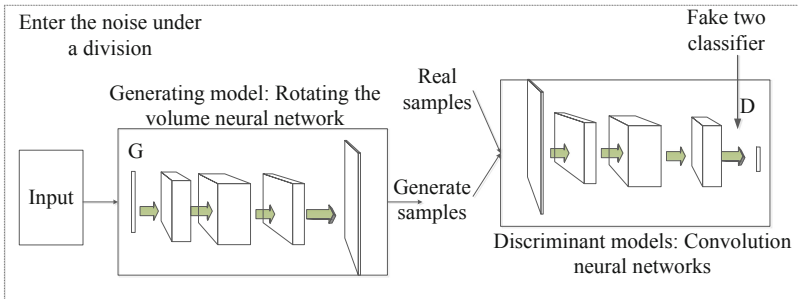 Enter the noise under
a division
Fake two
classifier
Real
samples
Generating model: Rotating the
volume neural network
D
G
Input
Generate
samples
Discriminant models: Convolution
neural networks